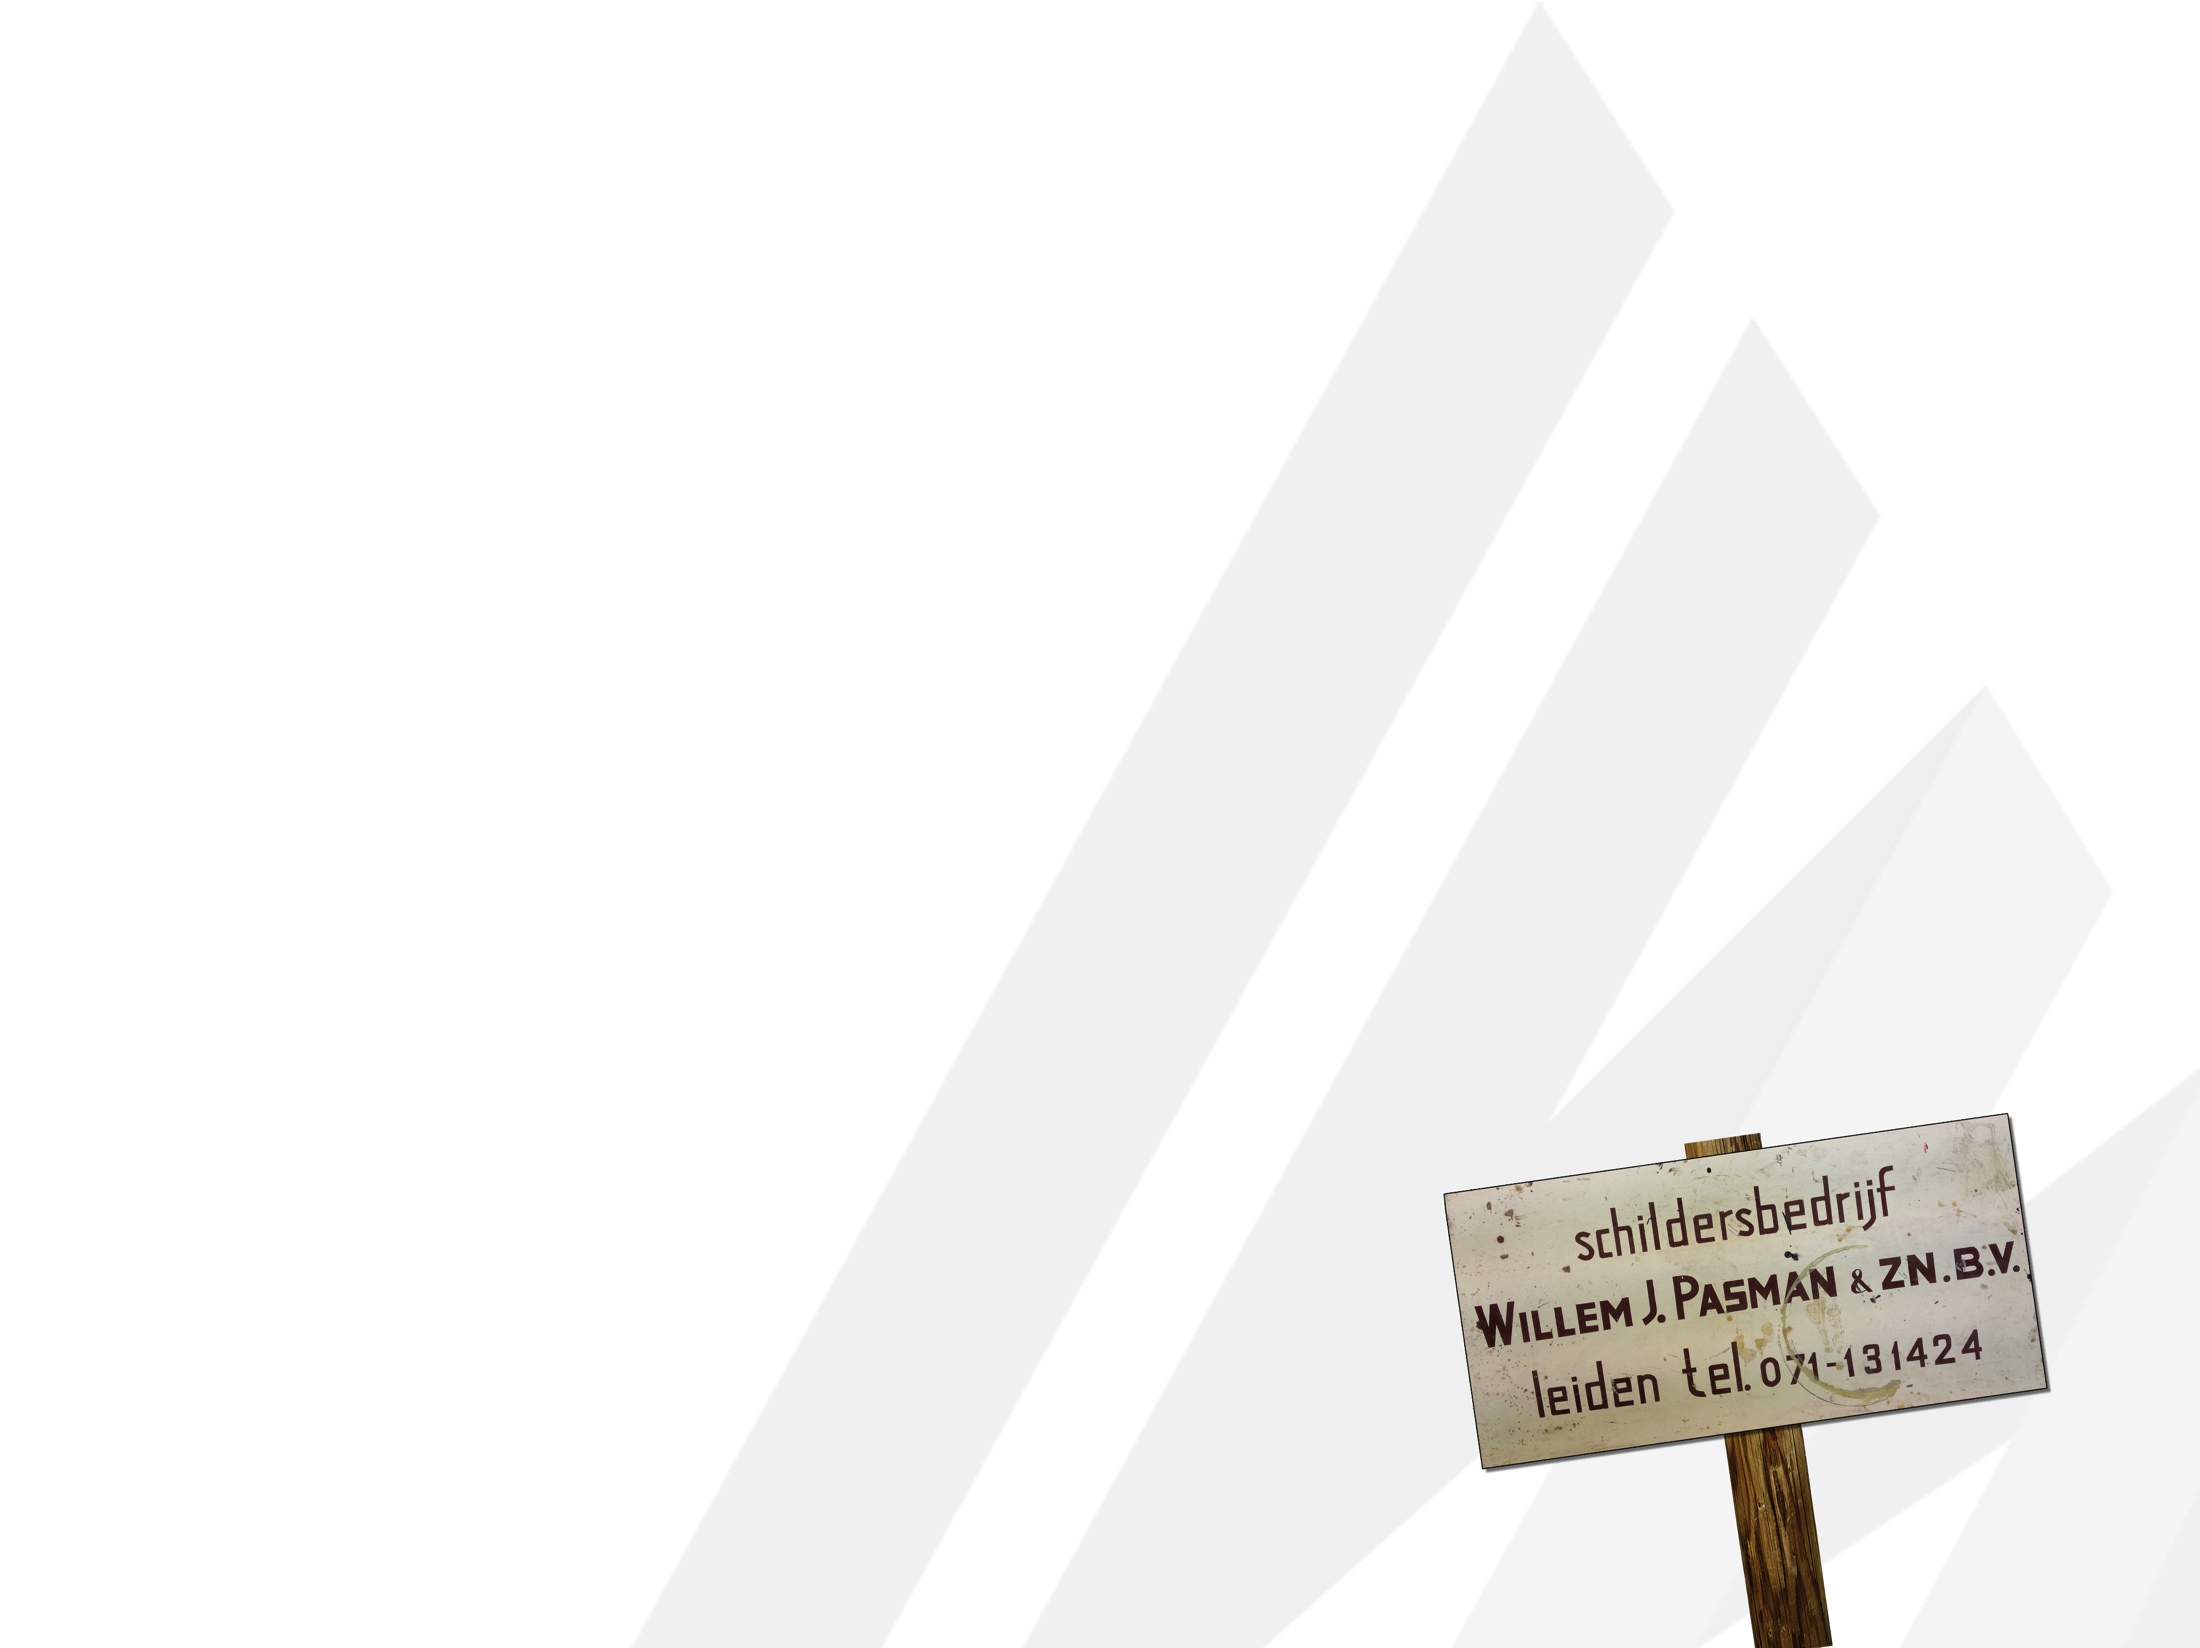 schildersbedrijf
WILLEM J. PASMAN & ZN. B.V.
leiden tel. 071-131424